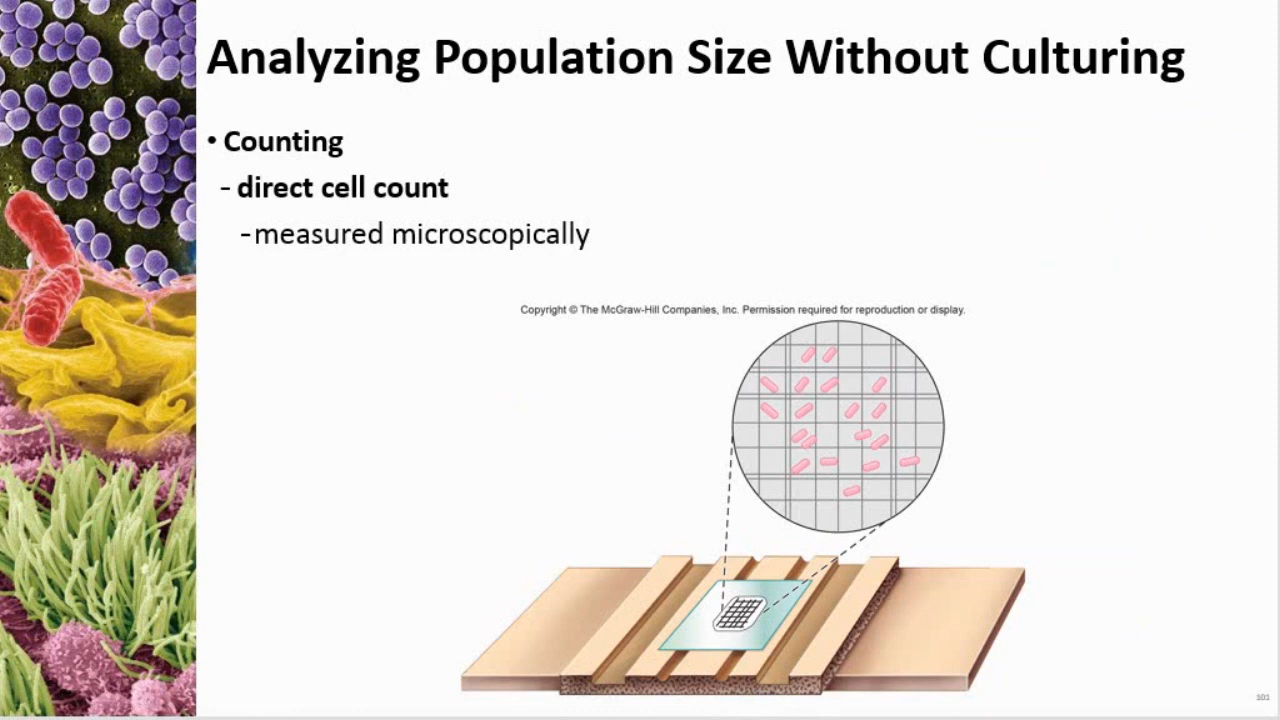 Analyzing Population Size Without Culturing
• Counting
- direct cell count
-measured microscopically
Copyright © The McGraw-Hill Companies, Inc. Permission required for reproduction or display.
101